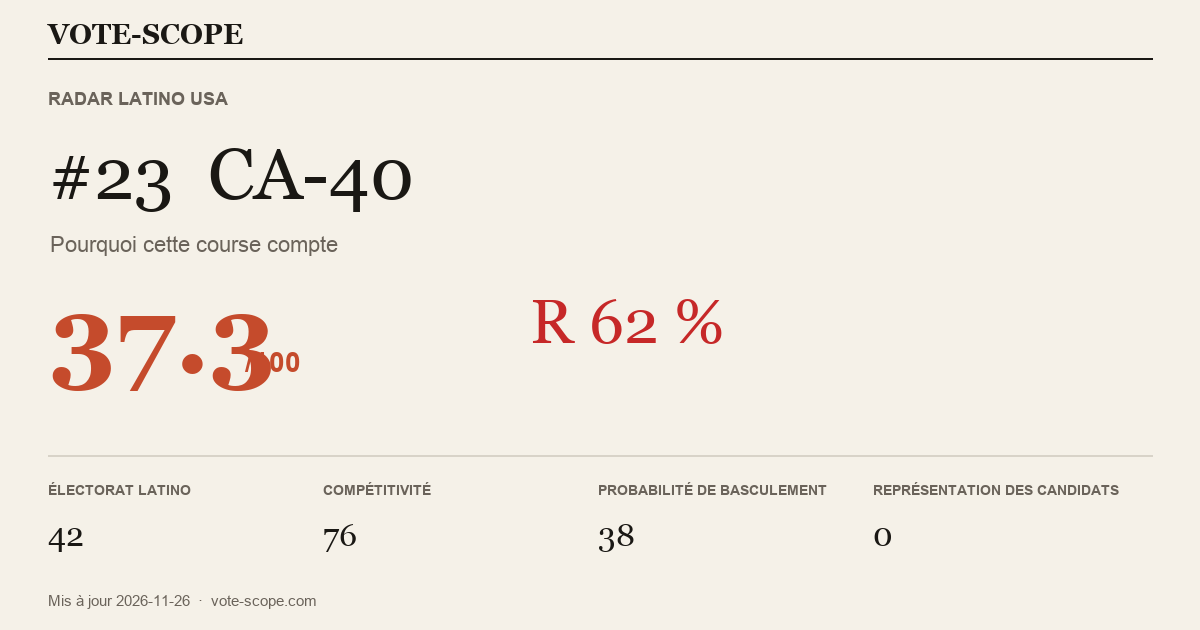 VOTE-SCOPE
RADAR LATINO USA
#23 CA-40
Pourquoi cette course compte
37.3/100
R 62 %
ÉLECTORAT LATINO
COMPÉTITIVITÉ
PROBABILITÉ DE BASCULEMENT
REPRÉSENTATION DES CANDIDATS
42
76
38
0
Mis à jour 2026-11-26 · vote-scope.com